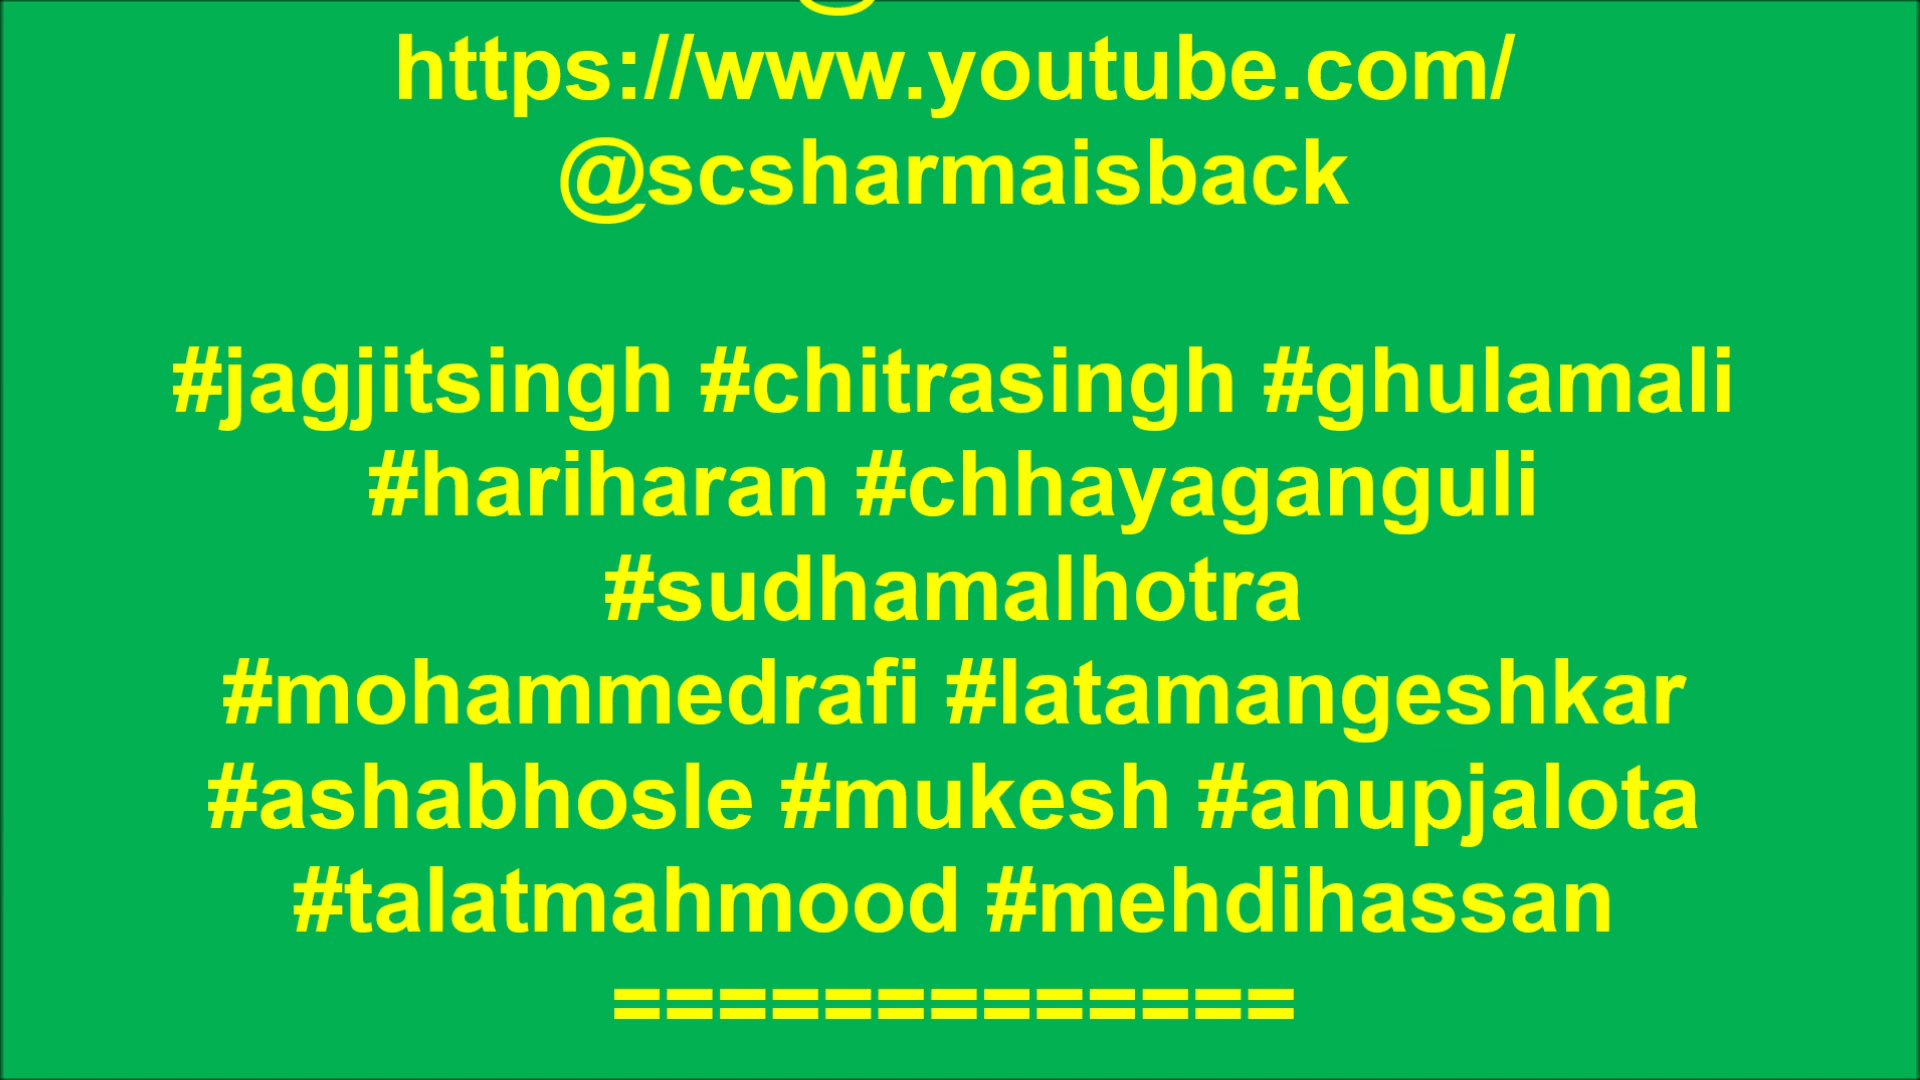 https://www.youtube.com/
@scsharmaisback
#jagjitsingh #chitrasingh #ghulamali
#hariharan #chhayaganguli
#sudhamalhotra
#mohammedrafi #latamangeshkar
#ashabhosle #mukesh #anupjalota
#talatmahmood #mehdihassan
=============